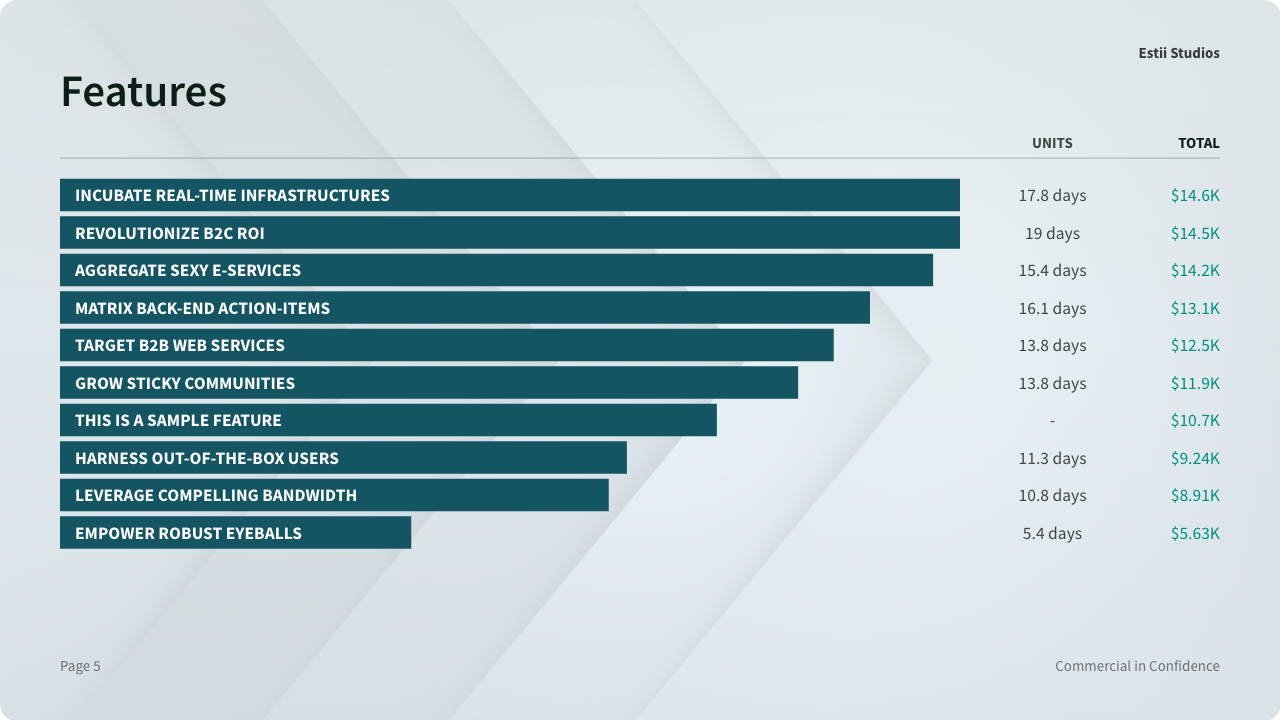 Estii Studios
Features
UNITS TOTAL
INCUBATE REAL-TIME INFRASTRUCTURES 17.8 days $14.6K
REVOLUTIONIZE B2C ROI 19 days $14.5K
AGGREGATE SEXY E-SERVICES 15.4 days $14.2K
MATRIX BACK-END ACTION-ITEMS 16.1 days $13.1K
TARGET B2B WEB SERVICES 13.8 days $12.5K
GROW STICKY COMMUNITIES 13.8 days $11.9K
THIS IS A SAMPLE FEATURE - $10.7K
HARNESS OUT-OF-THE-BOX USERS 11.3 days $9.24K
LEVERAGE COMPELLING BANDWIDTH 10.8 days $8.91K
EMPOWER ROBUST EYEBALLS 5.4 days $5.63K
Page 5 Commercial in Confidence